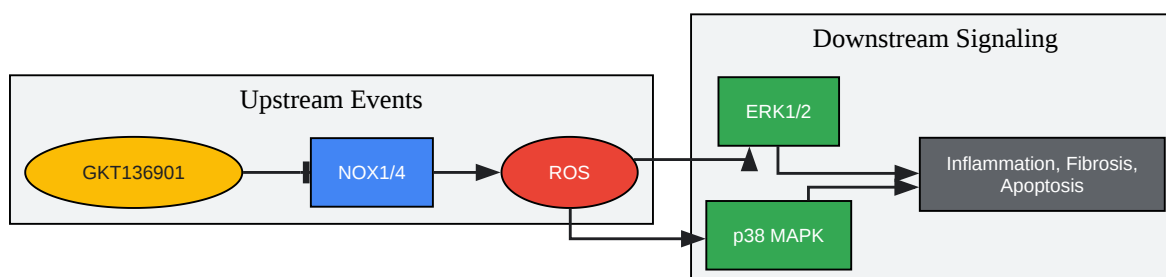 Downstream Signaling
Upstream Events
ERK1/2
GKT136901
NOX1/4
ROS
Inflammation, Fibrosis,
Apoptosis
p38 MAPK